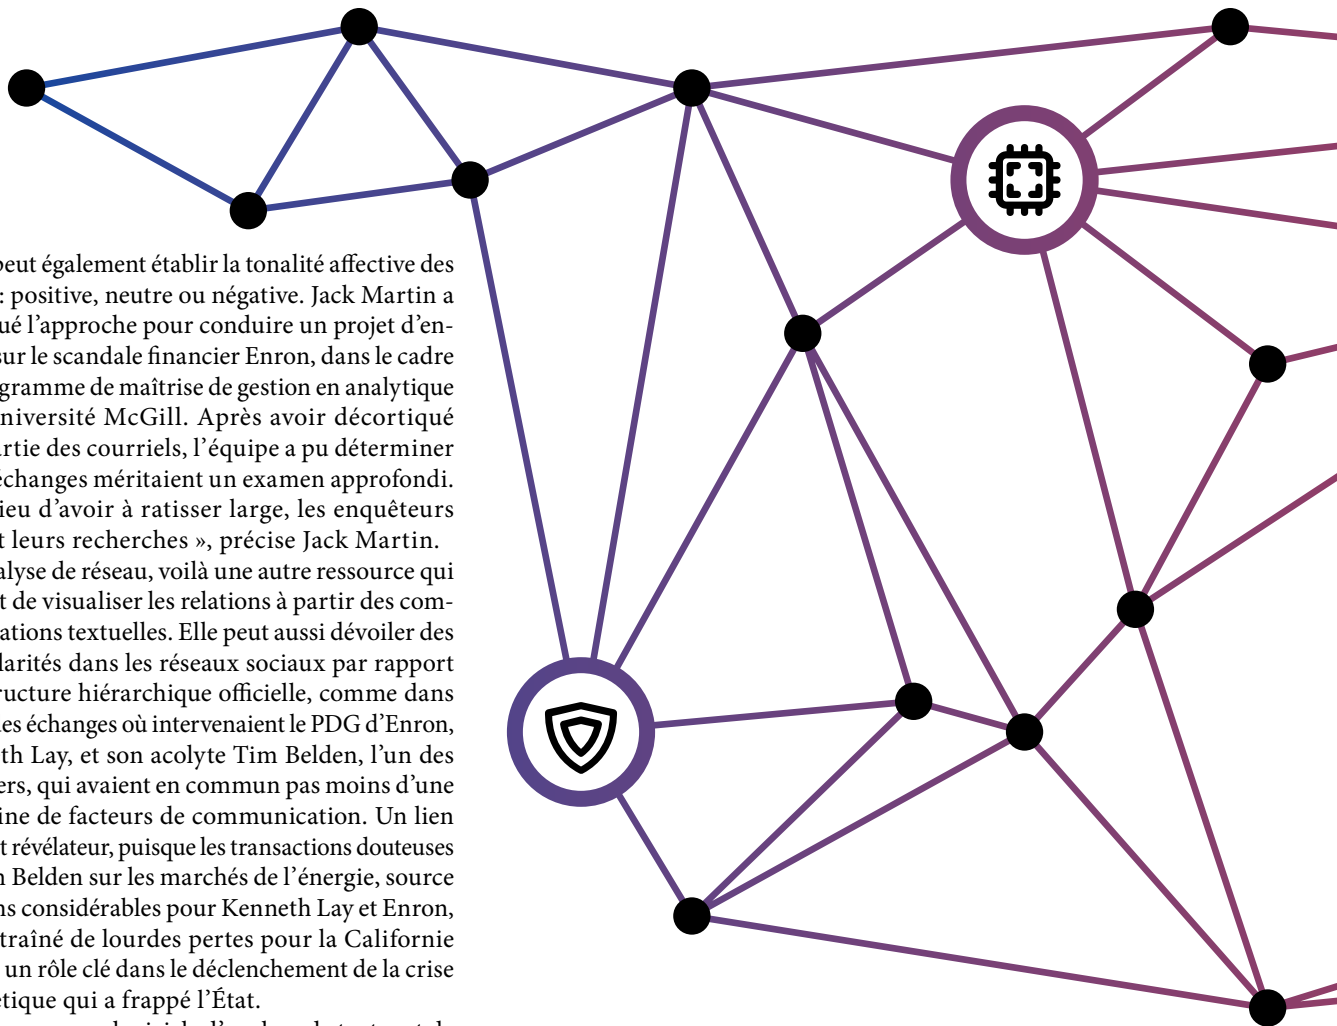 peut également établir la tonalité affective des
: positive, neutre ou négative. Jack Martin a
ué l’approche pour conduire un projet d’en-
sur le scandale financier Enron, dans le cadre
gramme de maîtrise de gestion en analytique
niversité McGill. Après avoir décortiqué
artie des courriels, l’équipe a pu déterminer
échanges méritaient un examen approfondi.
ieu d’avoir à ratisser large, les enquêteurs
t leurs recherches », précise Jack Martin.
alyse de réseau, voilà une autre ressource qui
t de visualiser les relations à partir des com-
ations textuelles. Elle peut aussi dévoiler des
larités dans les réseaux sociaux par rapport
ructure hiérarchique officielle, comme dans
des échanges où intervenaient le PDG d’Enron,
th Lay, et son acolyte Tim Belden, l’un des
ers, qui avaient en commun pas moins d’une
ine de facteurs de communication. Un lien
t révélateur, puisque les transactions douteuses
n Belden sur les marchés de l’énergie, source
ns considérables pour Kenneth Lay et Enron,
traîné de lourdes pertes pour la Californie
un rôle clé dans le déclenchement de la crise
étique qui a frappé l’État.